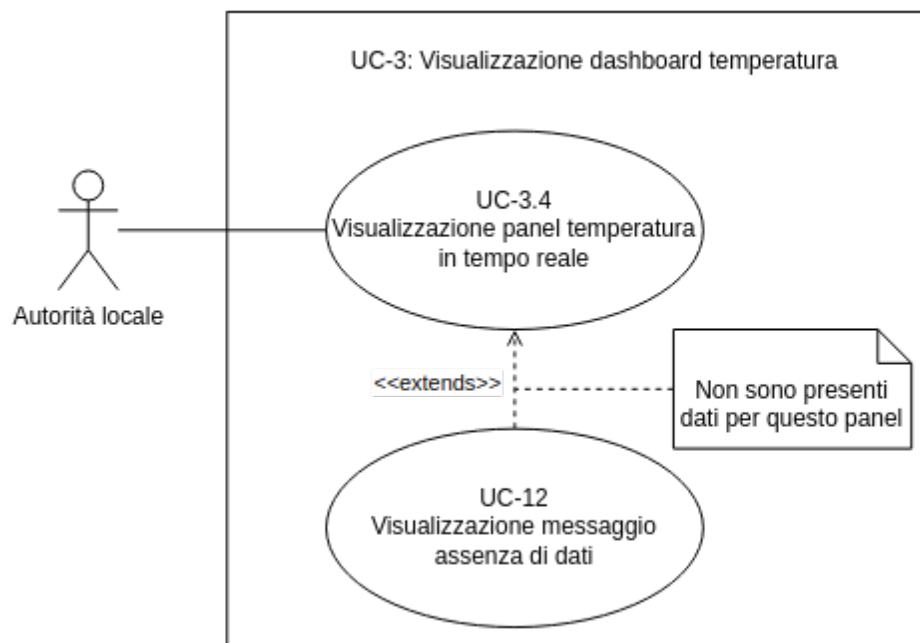 UC-3: Visualizzazione dashboard temperatura
UC-3.4
Visualizzazione panel temperatura
in tempo reale
Autorità locale
<<extends>>
Non sono presenti
dati per questo panel
UC-12
Visualizzazione messaggio
assenza di dati